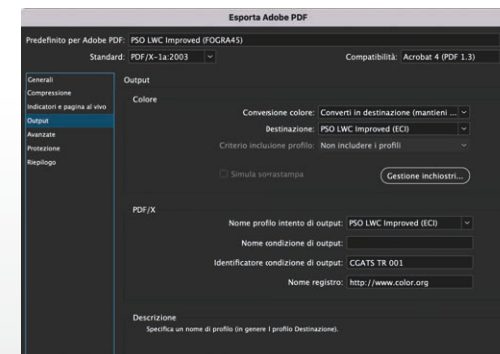 Esporta Adobe PDF
Predefinito per Adobe PDF: PSO LWC Improved (FOGRA45)
Standard: PDF/X-1a:2003 Compatibilità: Acrobat 4 (PDF 1.3)
Generali
Compressione
Indicatori e pagina al vivo
Output
Avanzate
Protezione
Riepilogo
Output
Colore
Conversione colore: Converti in destinazione (mantieni ...
Destinazione: PSO LWC Improved (ECI)
Criterio inclusione profilo: Non includere i profili
Simula sovrastampa Gestione inchiostri...
PDF/X
Nome profilo intento di output: PSO LWC Improved (ECI)
Nome condizione di output:
Identificatore condizione di output: CGATS TR 001
Nome registro: http://www.color.org
Descrizione
Specifica un nome di profilo (in genere l profilo Destinazione).